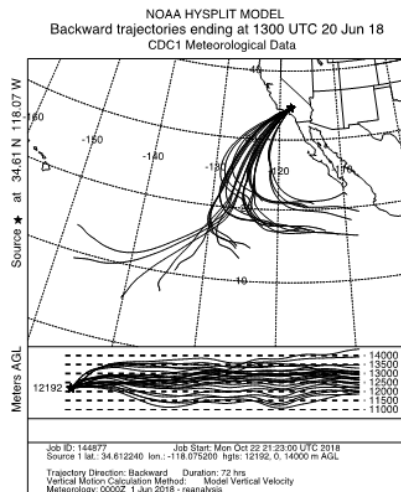 NOAA HYSPLIT MODEL
Backward trajectories ending at 1300 UTC 20 Jun 18
CDC1 Meteorological Data
Source ★ at 34.61 N 118.07 W
-160
-150
-140
-130
-120
40
10
Meters AGL
12192
14000
13500
13000
12500
12000
11500
11000
Job ID: 144877 Job Start: Mon Oct 22 21:23:00 UTC 2018
Source 1 lat.: 34.612240 lon.: -118.075200 hgts: 12192, 0, 14000 m AGL
Trajectory Direction: Backward Duration: 72 hrs
Vertical Motion Calculation Method: Model Vertical Velocity
Meteorology: 0000Z 1 Jun 2018 - reanalysis